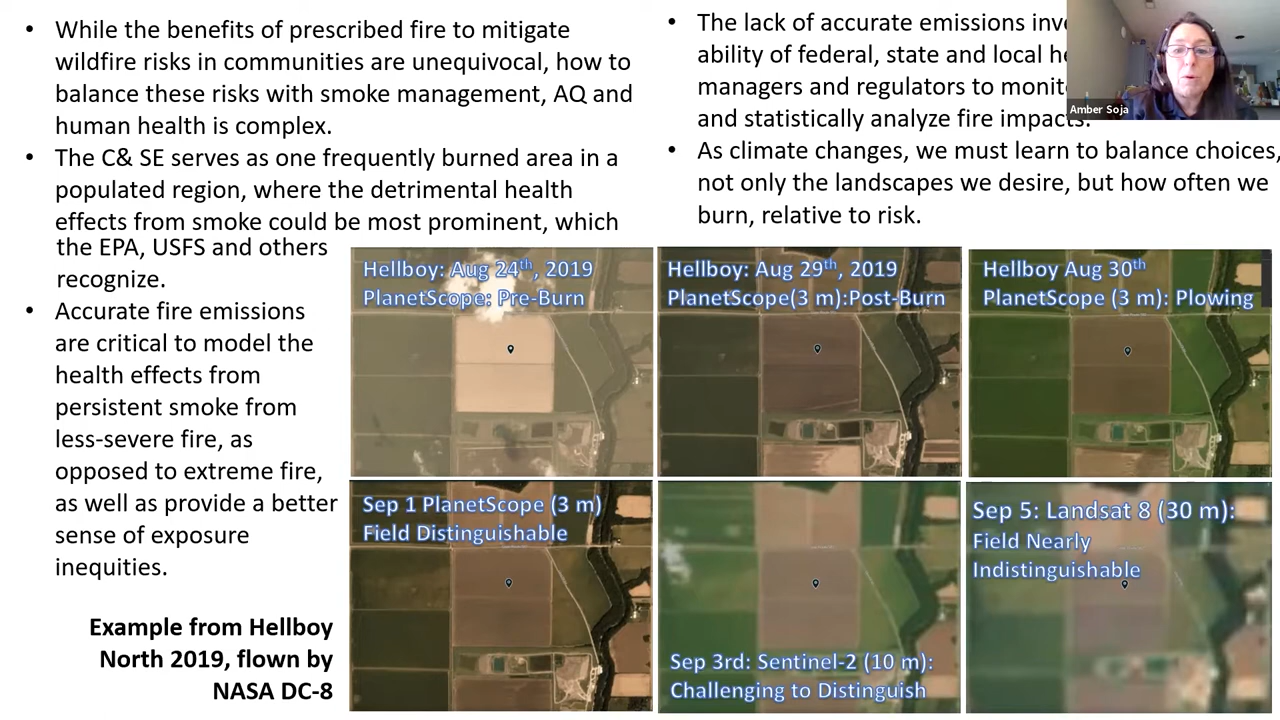 • While the benefits of prescribed fire to mitigate
wildfire risks in communities are unequivocal, how to
balance these risks with smoke management, AQ and
human health is complex.
• The C& SE serves as one frequently burned area in a
populated region, where the detrimental health
effects from smoke could be most prominent, which
the EPA, USFS and others
recognize.
• Accurate fire emissions
are critical to model the
health effects from
persistent smoke from
less-severe fire, as
opposed to extreme fire,
as well as provide a better
sense of exposure
inequities.
Example from Hellboy
North 2019, flown by
NASA DC-8
• The lack of accurate emissions
ability of federal, state and local
managers and regulators to
and statistically analyze fire impacts.
• As climate changes, we must learn to balance choices,
not only the landscapes we desire, but how often we
burn, relative to risk.
Amber Soja
Hellboy: Aug 24th, 2019
PlanetScope: Pre-Burn
Hellboy: Aug 29th, 2019
PlanetScope(3 m):Post-Burn
Hellboy Aug 30th
PlanetScope (3 m): Plowing
Sep 1 PlanetScope (3 m)
Field Distinguishable
Sep 3rd: Sentinel-2 (10 m):
Challenging to Distinguish
Sep 5: Landsat 8 (30 m):
Field Nearly
Indistinguishable